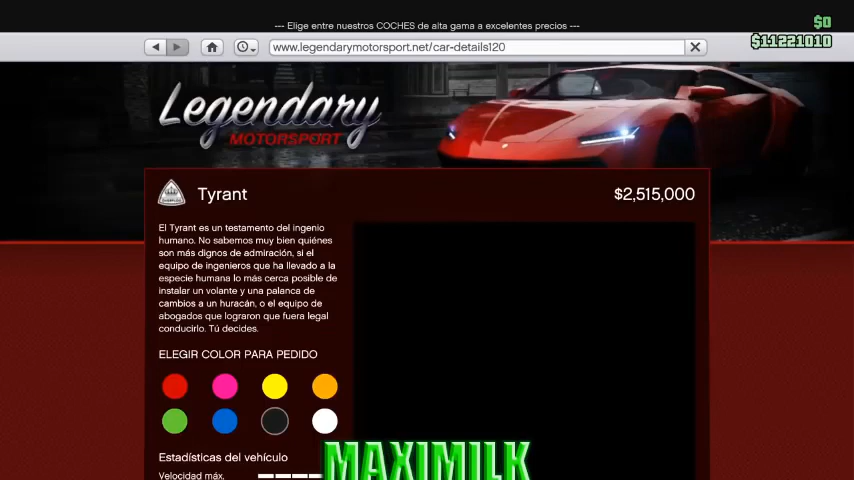 --- Elige entre nuestros COCHES de alta gama a excelentes precios ---
$0
www.legendarymotorsport.net/car-details120
$11221010
Legendary
MOTORSPORT
Tyrant
$2,515,000
El Tyrant es un testamento del ingenio
humano. No sabemos muy bien quiénes
son más dignos de admiración, si el
equipo de ingenieros que ha llevado a la
especie humana lo más cerca posible de
instalar un volante y una palanca de
cambios a un huracán, o el equipo de
abogados que lograron que fuera legal
conducirlo. Tú decides.
ELEGIR COLOR PARA PEDIDO
Estadísticas del vehículo
Velocidad máx.
MAXIMILK